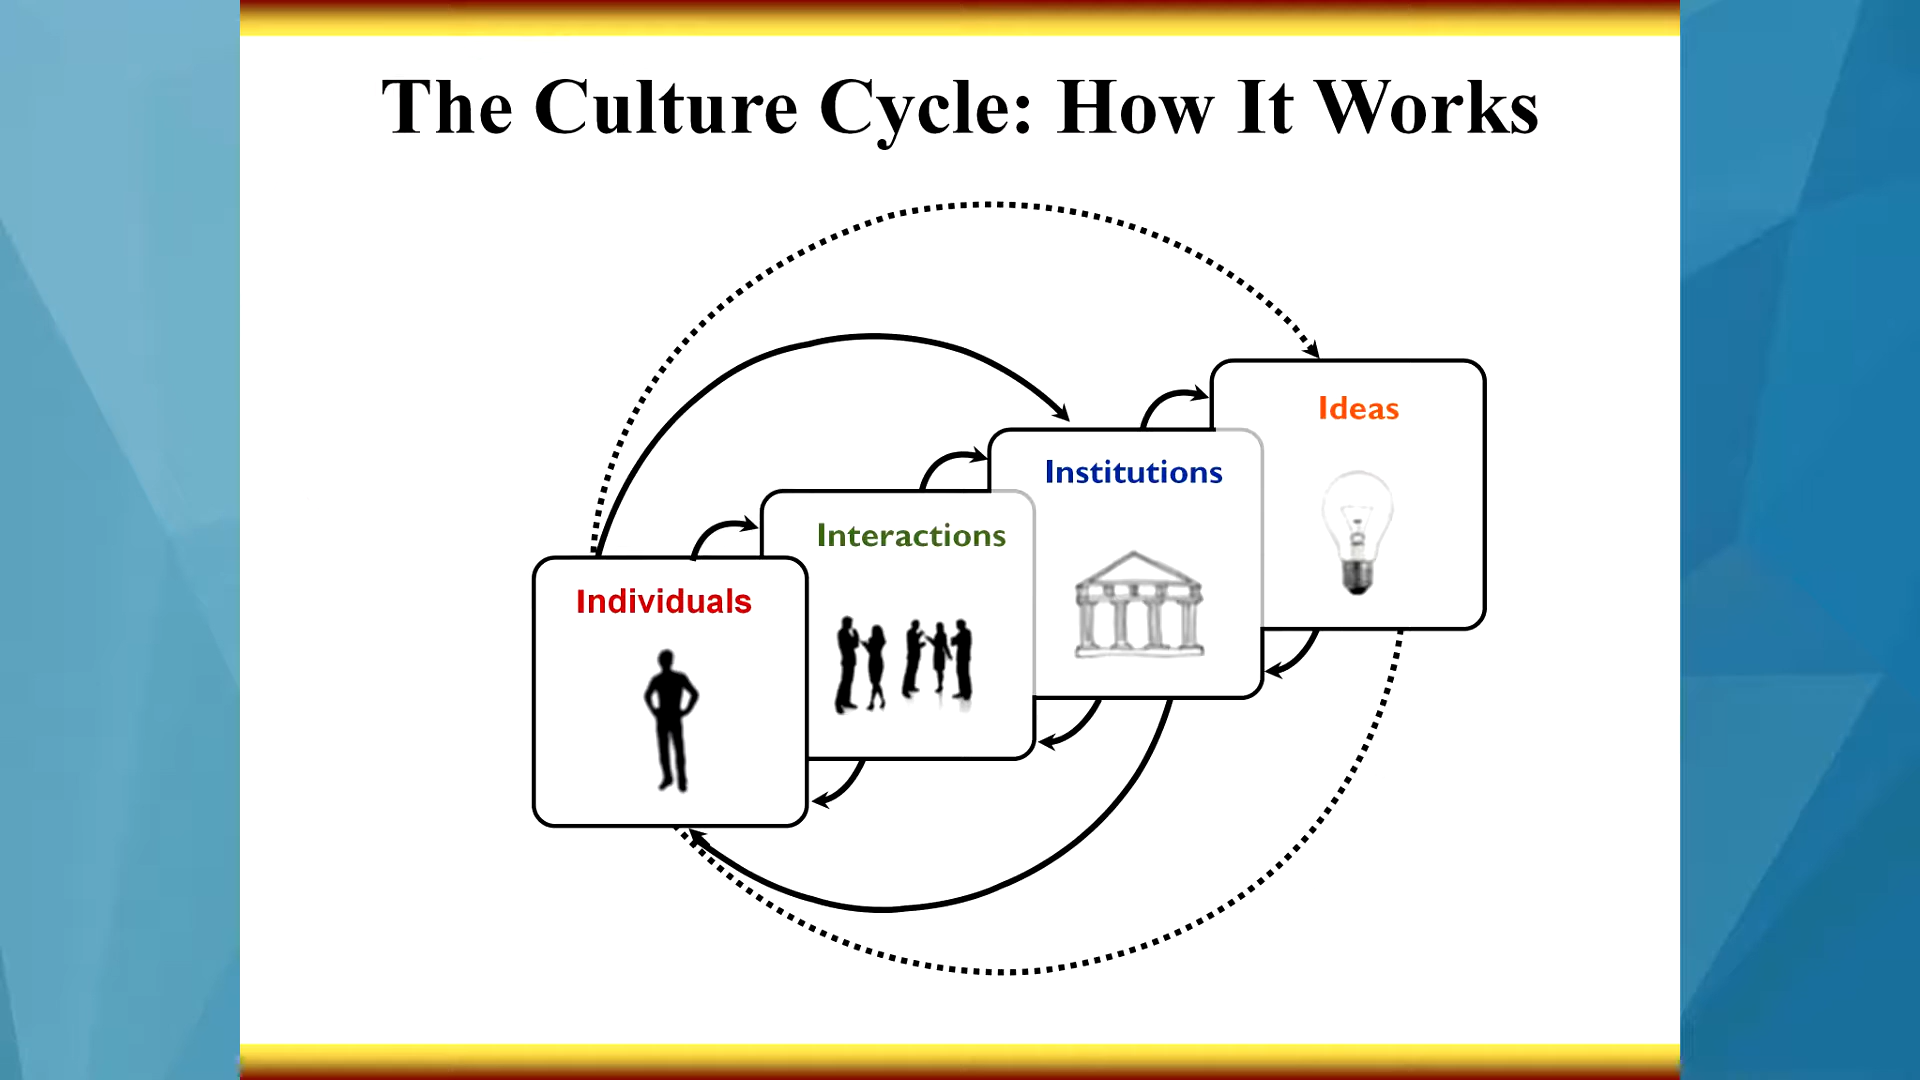 The Culture Cycle: How It Works
Ideas
Institutions
Interactions
Individuals